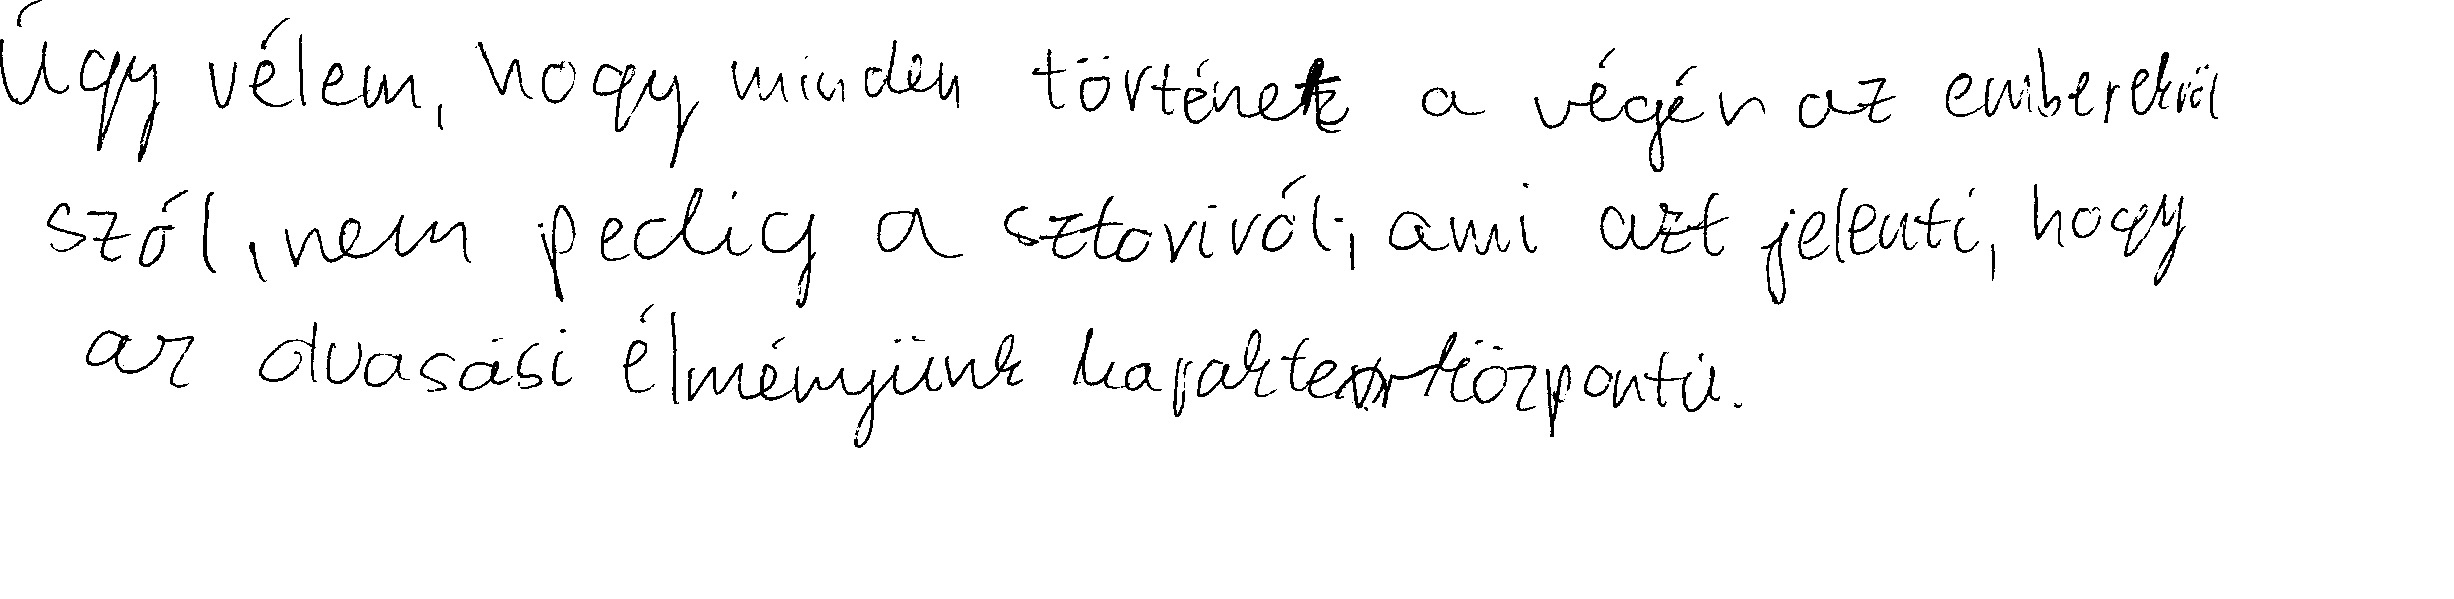 Úgy vélem, hogy minden történet a végén az emberekről
szól, nem pedig a sztoriról, ami azt jelenti, hogy
az olvasási élményünk karakterközpontú.